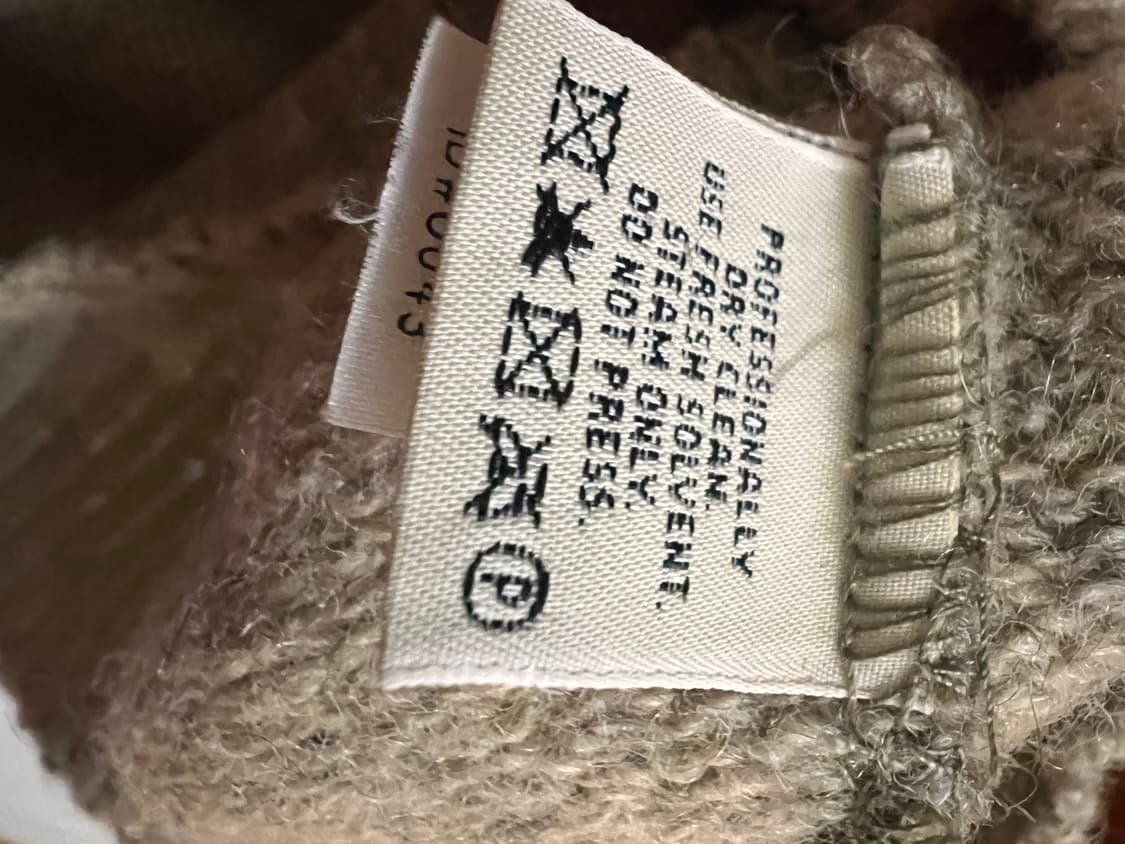 PROFESSIONALLY
DRY CLEAN.
USE FRESH SOLVENT.
STEAM ONLY.
DO NOT PRESS.
P